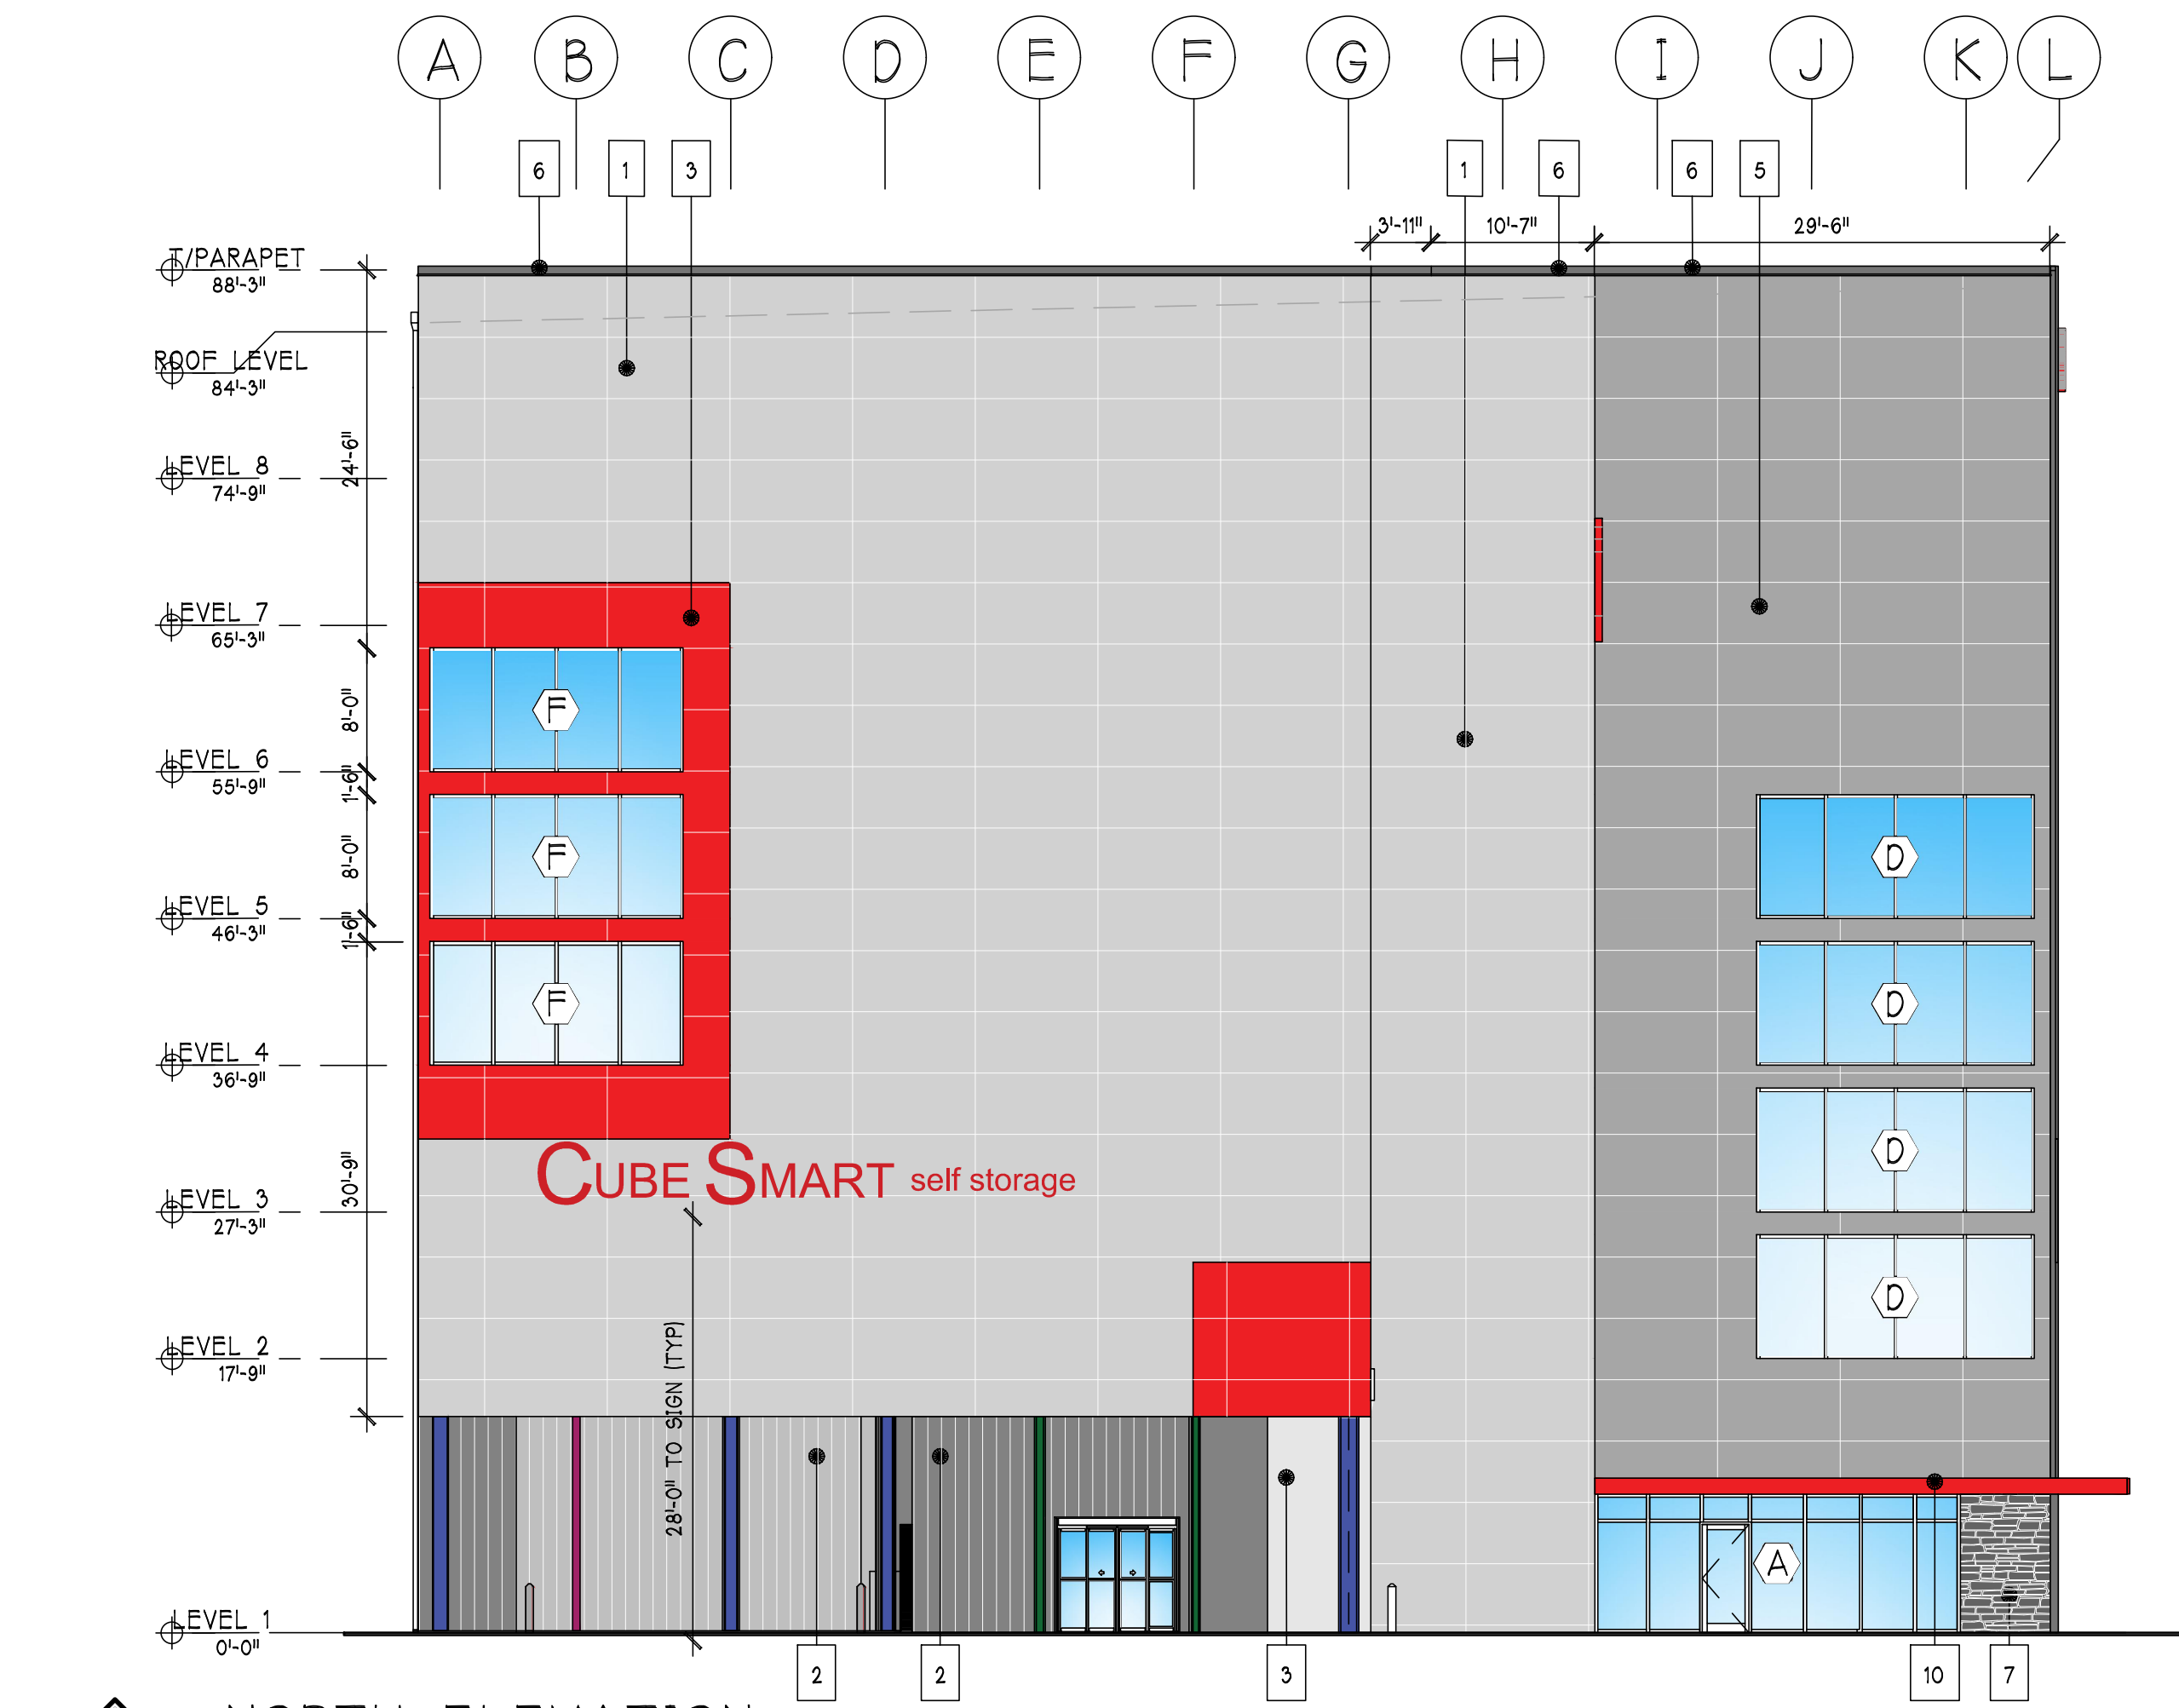 A B C D E F G H I J K L
6 1 3 1 6 6 5
3'-11" 10'-7" 29'-6"
T/PARAPET
88'-3"
ROOF LEVEL
84'-3"
24'-6"
LEVEL 8
74'-9"
LEVEL 7
65'-3"
8'-0"
F
LEVEL 6
55'-9"
1'-6"
8'-0"
F
D
LEVEL 5
46'-3"
1'-6"
F
D
LEVEL 4
36'-9"
D
30'-9"
CUBE SMART self storage
LEVEL 3
27'-3"
D
28'-0" TO SIGN (TYP)
LEVEL 2
17'-9"
A
LEVEL 1
0'-0"
2 2 3 10 7
NORTH ELEVATION